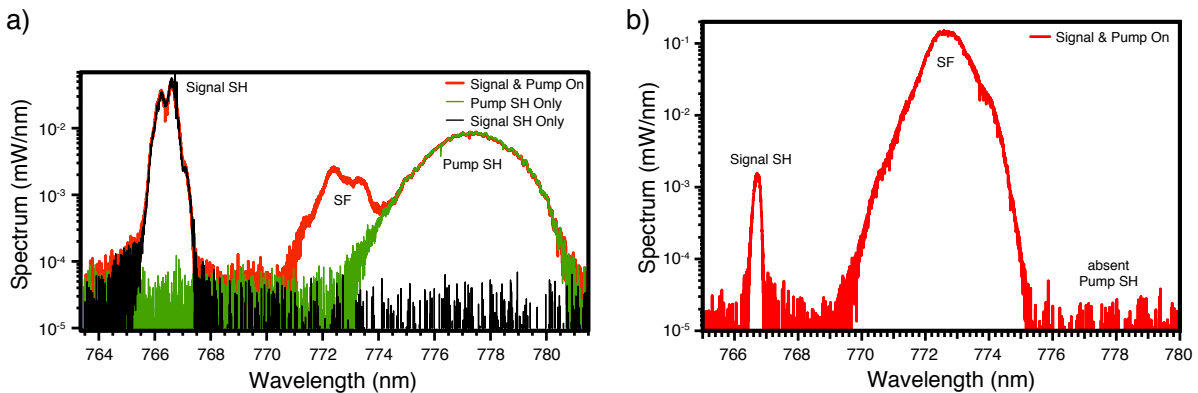 a)
Spectrum (mW/nm)
10⁻²
10⁻³
10⁻⁴
10⁻⁵
Signal SH
Signal & Pump On
Pump SH Only
Signal SH Only
Pump SH
SF
764 766 768 770 772 774 776 778 780
Wavelength (nm)
b)
Spectrum (mW/nm)
10⁻¹
10⁻²
10⁻³
10⁻⁴
10⁻⁵
Signal & Pump On
SF
Signal SH
absent
Pump SH
766 768 770 772 774 776 778 780
Wavelength (nm)